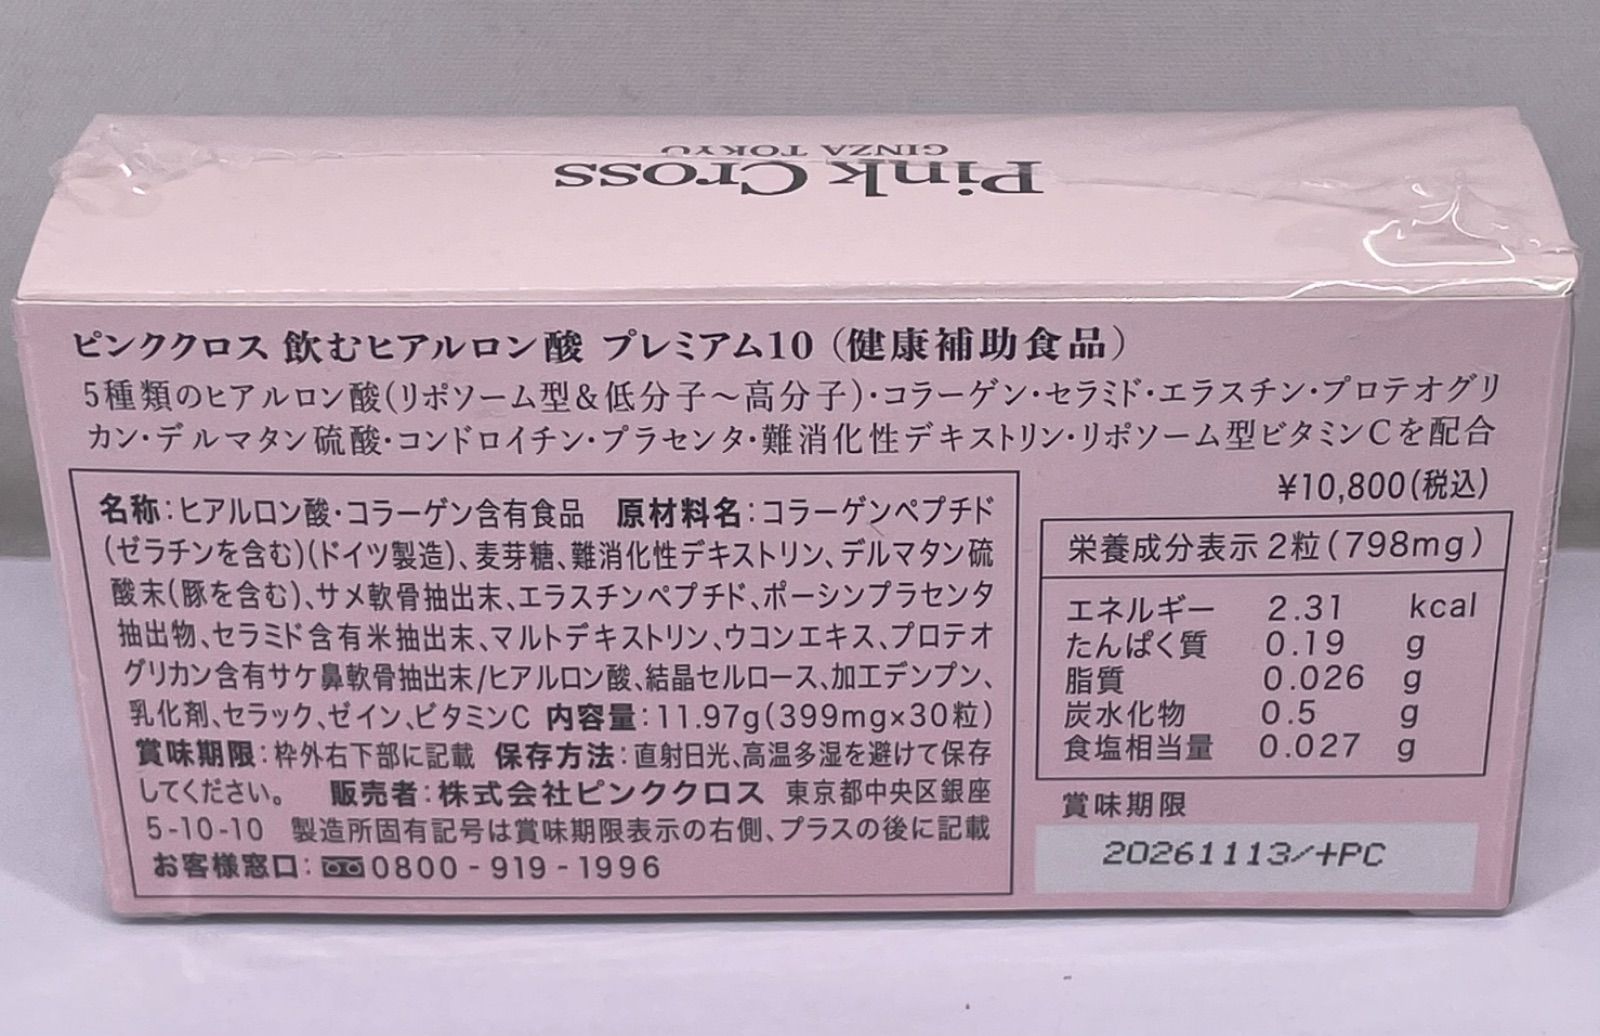 Pink Cross
GINZA TOKYO
ピンククロス 飲むヒアルロン酸 プレミアム10（健康補助食品）
5種類のヒアルロン酸(リポソーム型&低分子～高分子)・コラーゲン・セラミド・エラスチン・プロテオグリ
カン・デルマタン硫酸・コンドロイチン・プラセンタ・難消化性デキストリン・リポソーム型ビタミンCを配合
¥10,800(税込)
名称：ヒアルロン酸・コラーゲン含有食品 原材料名：コラーゲンペプチド
(ゼラチンを含む)(ドイツ製造)、麦芽糖、難消化性デキストリン、デルマタン硫
酸末(豚を含む)、サメ軟骨抽出末、エラスチンペプチド、ポーシンプラセンタ
抽出物、セラミド含有米抽出末、マルトデキストリン、ウコンエキス、プロテオ
グリカン含有サケ鼻軟骨抽出末/ヒアルロン酸、結晶セルロース、加工デンプン、
乳化剤、セラック、ゼイン、ビタミンC 内容量：11.97g(399mg×30粒)
賞味期限：枠外右下部に記載 保存方法：直射日光、高温多湿を避けて保存
してください。 販売者：株式会社ピンククロス 東京都中央区銀座
5-10-10 製造所固有記号は賞味期限表示の右側、プラスの後に記載
お客様窓口：0800-919-1996
栄養成分表示 2粒(798mg)
エネルギー 2.31 kcal
たんぱく質 0.19 g
脂質 0.026 g
炭水化物 0.5 g
食塩相当量 0.027 g
賞味期限
20261113/+PC